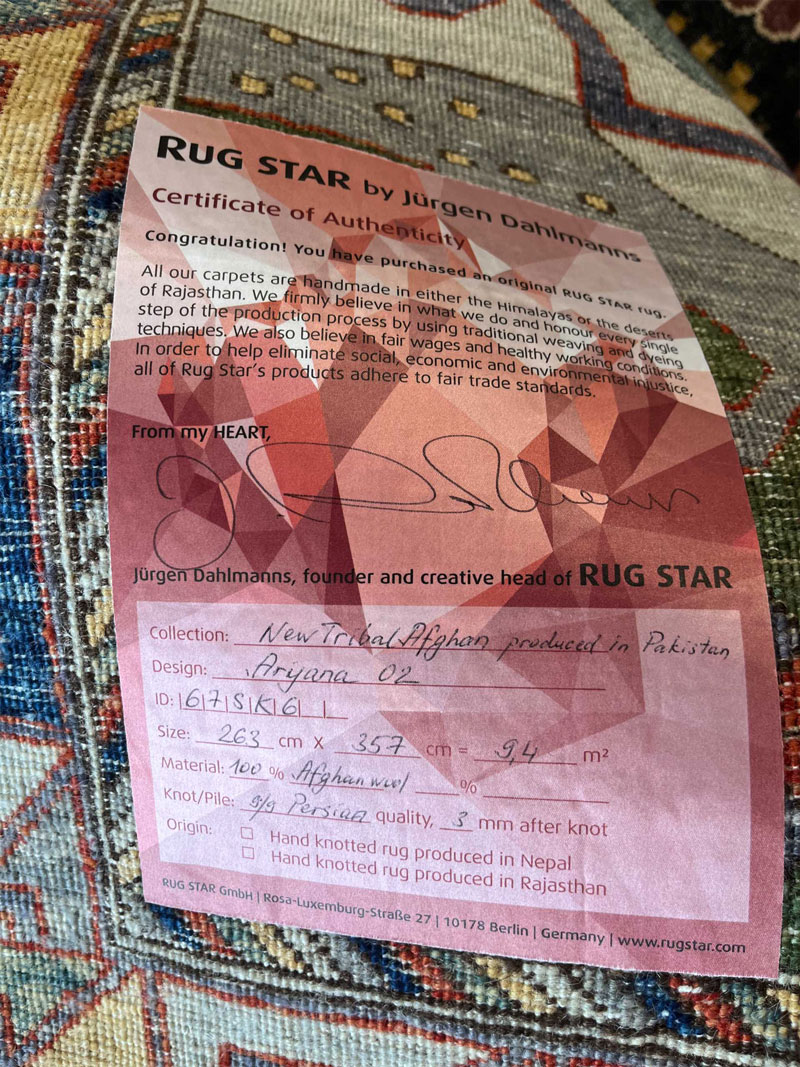 RUG STAR by Jürgen Dahlmanns
Certificate of Authenticity
Congratulation! You have purchased an original RUG STAR rug.
All our carpets are handmade in either the Himalayas or the deserts
of Rajasthan. We firmly believe in what we do and honour every single
step of the production process by using traditional weaving and dyeing
techniques. We also believe in fair wages and healthy working conditions.
In order to help eliminate social, economic and environmental injustice,
all of Rug Star's products adhere to fair trade standards.
From my HEART,
Jürgen Dahlmanns, founder and creative head of RUG STAR
Collection: New Tribal Afghan produced in Pakistan
Design: Ariyana 02
ID: |6|7|S|K|6| |
Size: 263 cm X 357 cm = 9,4 m²
Material: 100 % Afghan wool %
Knot/Pile: 9/9 Persian quality, 3 mm after knot
Origin: ☐ Hand knotted rug produced in Nepal
☐ Hand knotted rug produced in Rajasthan
RUG STAR GmbH | Rosa-Luxemburg-Straße 27 | 10178 Berlin | Germany | www.rugstar.com